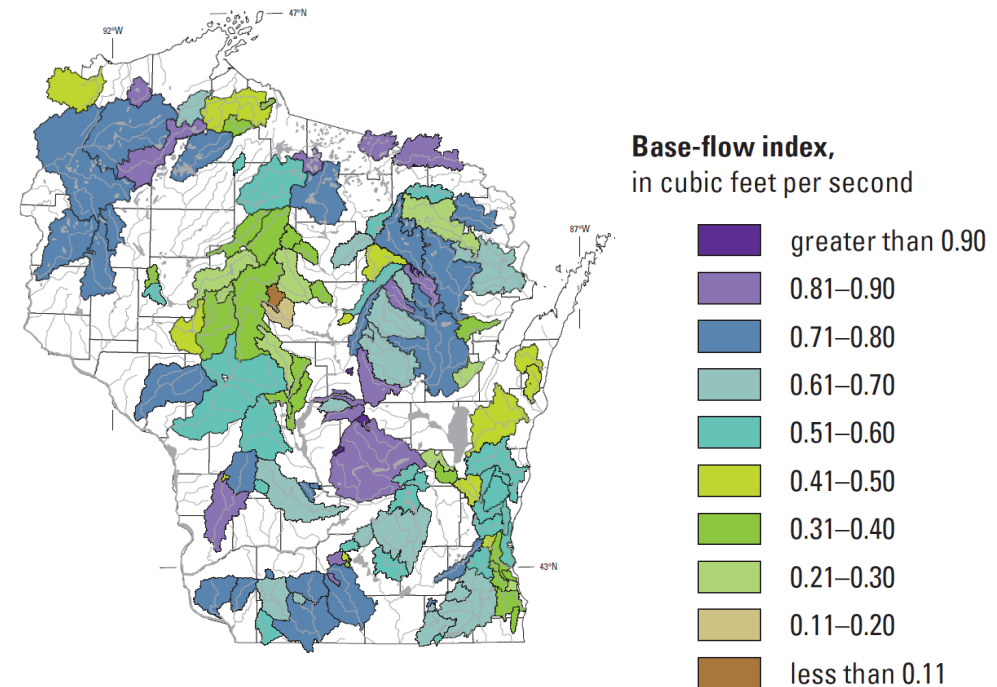 47°N
92°W
87°W
43°N
Base-flow index,
in cubic feet per second
greater than 0.90
0.81–0.90
0.71–0.80
0.61–0.70
0.51–0.60
0.41–0.50
0.31–0.40
0.21–0.30
0.11–0.20
less than 0.11